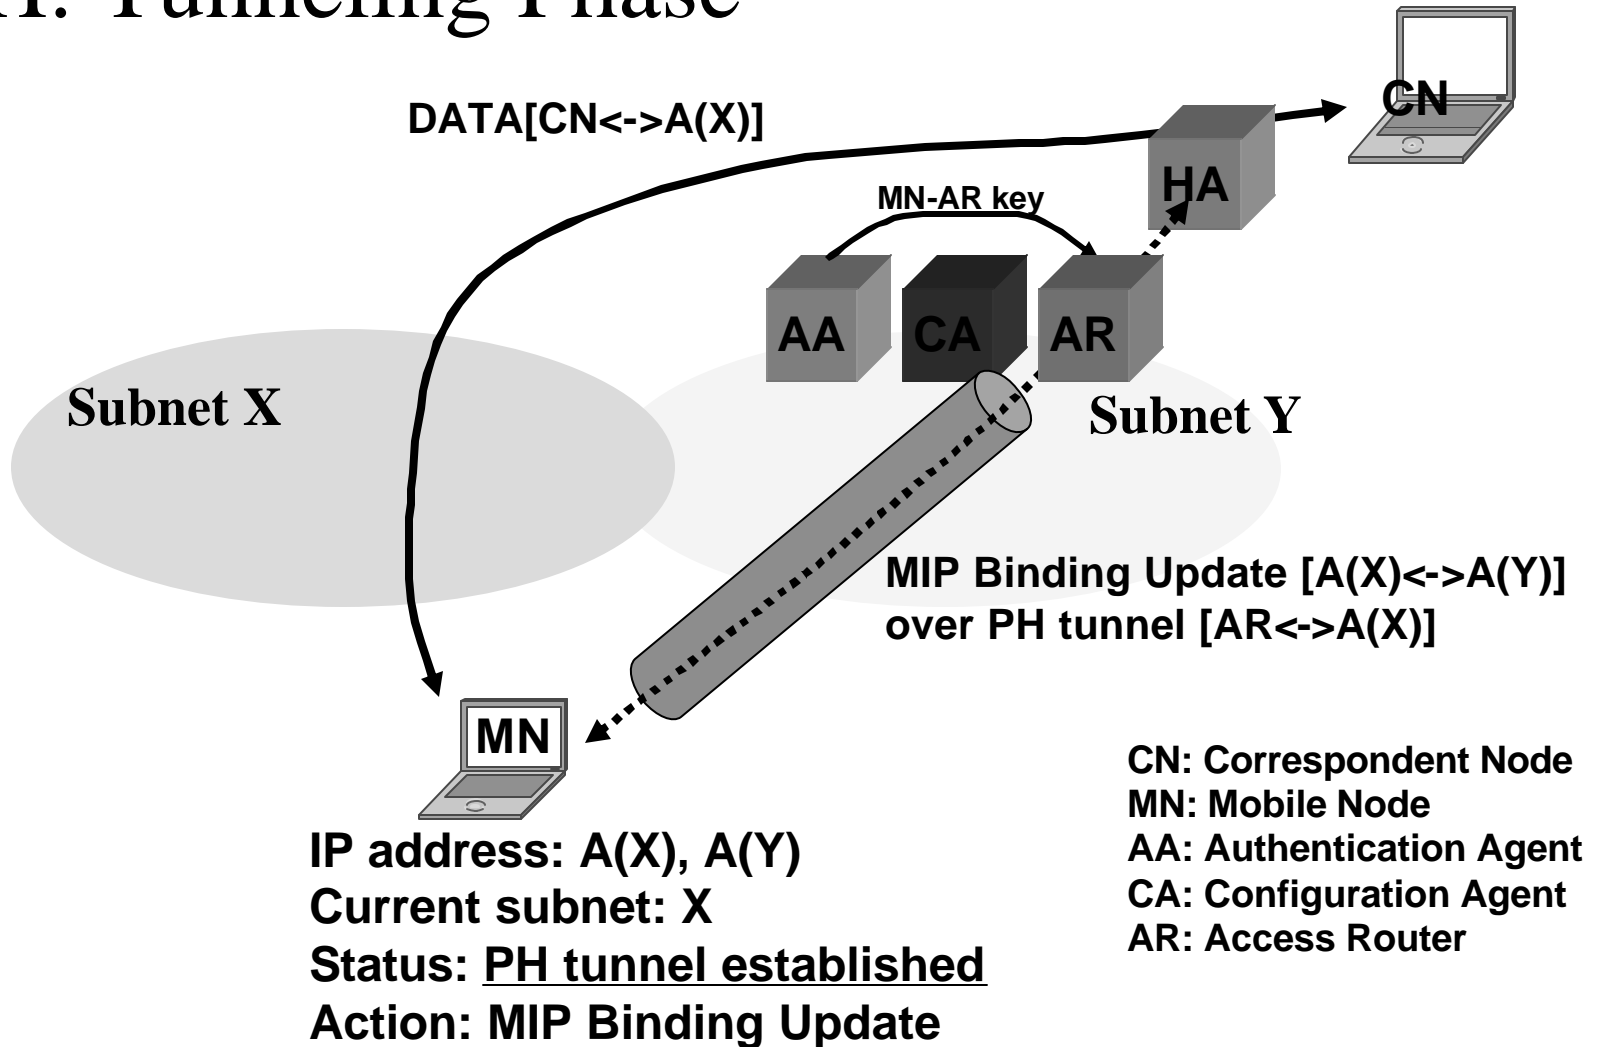 Tunneling Phase
CN
DATA[CN<->A(X)]
HA
MN-AR key
AA
CA
AR
Subnet X
Subnet Y
MIP Binding Update [A(X)<->A(Y)]
over PH tunnel [AR<->A(X)]
MN
CN: Correspondent Node
MN: Mobile Node
AA: Authentication Agent
CA: Configuration Agent
AR: Access Router
IP address: A(X), A(Y)
Current subnet: X
Status: PH tunnel established
Action: MIP Binding Update